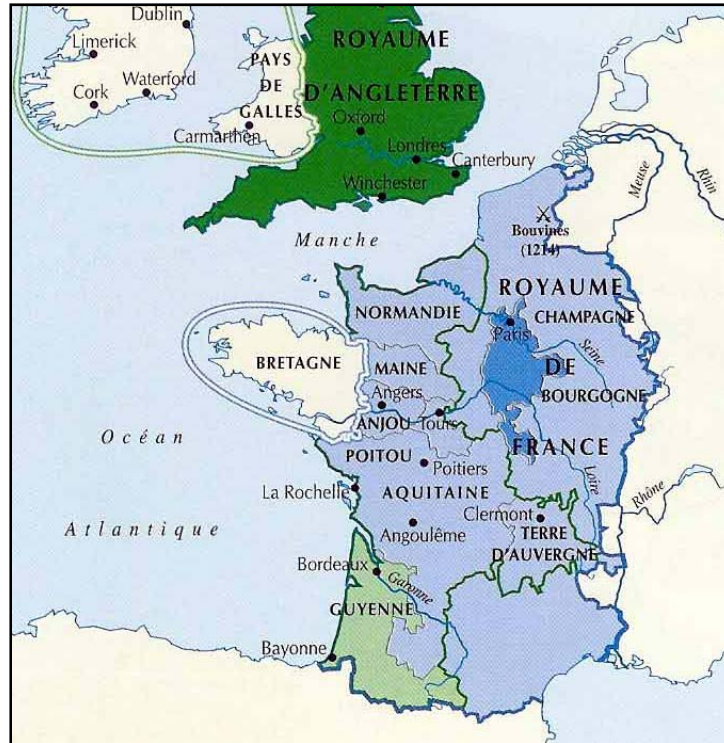 Dublin
Limerick
Cork
Waterford
PAYS
DE
GALLES
Carmarthen
ROYAUME
D'ANGLETERRE
Oxford
Londres
Canterbury
Winchester
Manche
Meuse
Rhin
Bouvines
(1214)
ROYAUME
NORMANDIE
CHAMPAGNE
Paris
Seine
BRETAGNE
MAINE
DE
BOURGOGNE
Angers
ANJOU
Tours
Océan
POITOU
FRANCE
Poitiers
Loire
La Rochelle
AQUITAINE
Rhône
Atlantique
Angoulême
Clermont
TERRE
D'AUVERGNE
Bordeaux
Garonne
GUYENNE
Bayonne